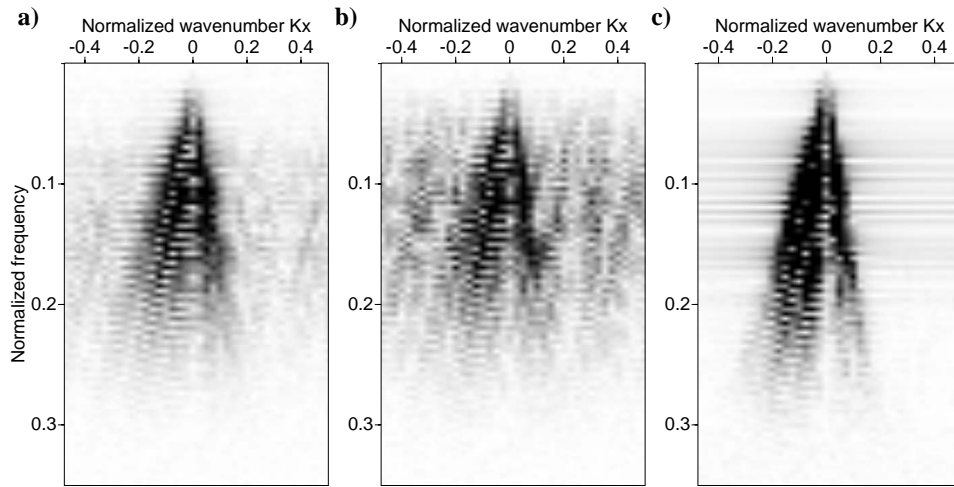 a) Normalized wavenumber Kx
-0.4 -0.2 0 0.2 0.4
b) Normalized wavenumber Kx
-0.4 -0.2 0 0.2 0.4
c) Normalized wavenumber Kx
-0.4 -0.2 0 0.2 0.4
Normalized frequency
0.1
0.2
0.3
0.1
0.2
0.3
0.1
0.2
0.3